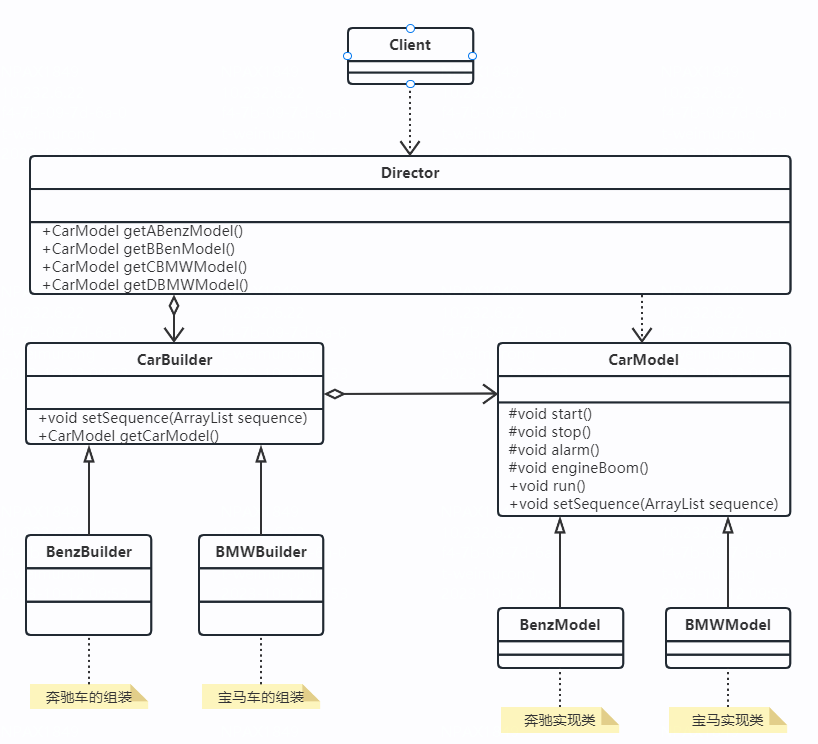 Client
Director
+CarModel getABenzModel()
+CarModel getBBenModel()
+CarModel getCBMWModel()
+CarModel getDBMWModel()
CarBuilder
+void setSequence(ArrayList sequence)
+CarModel getCarModel()
CarModel
#void start()
#void stop()
#void alarm()
#void engineBoom()
+void run()
+void setSequence(ArrayList sequence)
BenzBuilder
BMWBuilder
BenzModel
BMWModel
奔驰车的组装
宝马车的组装
奔驰实现类
宝马实现类